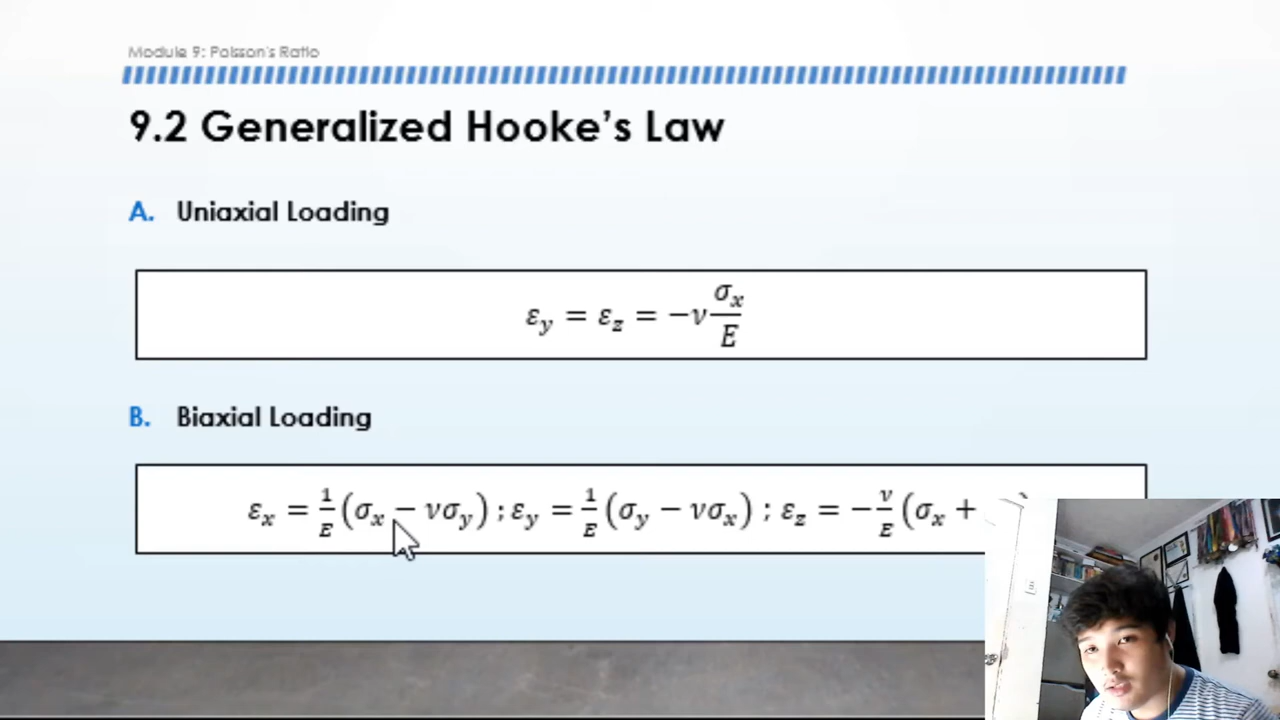 Module 9: Poisson's Ratio
9.2 Generalized Hooke's Law
A. Uniaxial Loading
εy = εz = −ν σx/E
B. Biaxial Loading
εx = 1/E (σx − νσy) ; εy = 1/E (σy − νσx) ; εz = −ν/E (σx +